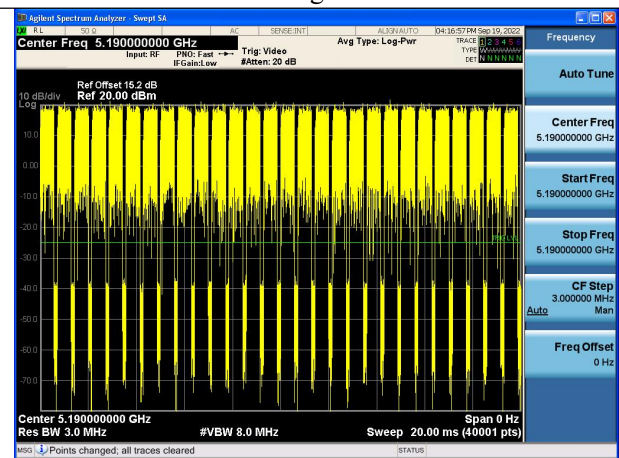 Agilent Spectrum Analyzer - Swept SA
RL 50 Ω AC SENSE:INT ALIGNAUTO 04:16:57PM Sep 19, 2022
Center Freq 5.190000000 GHz
Input: RF PNO: Fast IFGain:Low
Trig: Video
#Atten: 20 dB
Avg Type: Log-Pwr
TRACE 1 2 3 4 5 6
TYPE
DET N N N N N N
Frequency
Auto Tune
Ref Offset 15.2 dB
10 dB/div Ref 20.00 dBm
Log
10.0
0.00
-10.0
-20.0
-30.0
-40.0
-50.0
-60.0
-70.0
TRIG LVL
Center Freq
5.190000000 GHz
Start Freq
5.190000000 GHz
Stop Freq
5.190000000 GHz
CF Step
3.000000 MHz
Auto Man
Freq Offset
0 Hz
Center 5.190000000 GHz Span 0 Hz
Res BW 3.0 MHz #VBW 8.0 MHz Sweep 20.00 ms (40001 pts)
MSG Points changed; all traces cleared STATUS